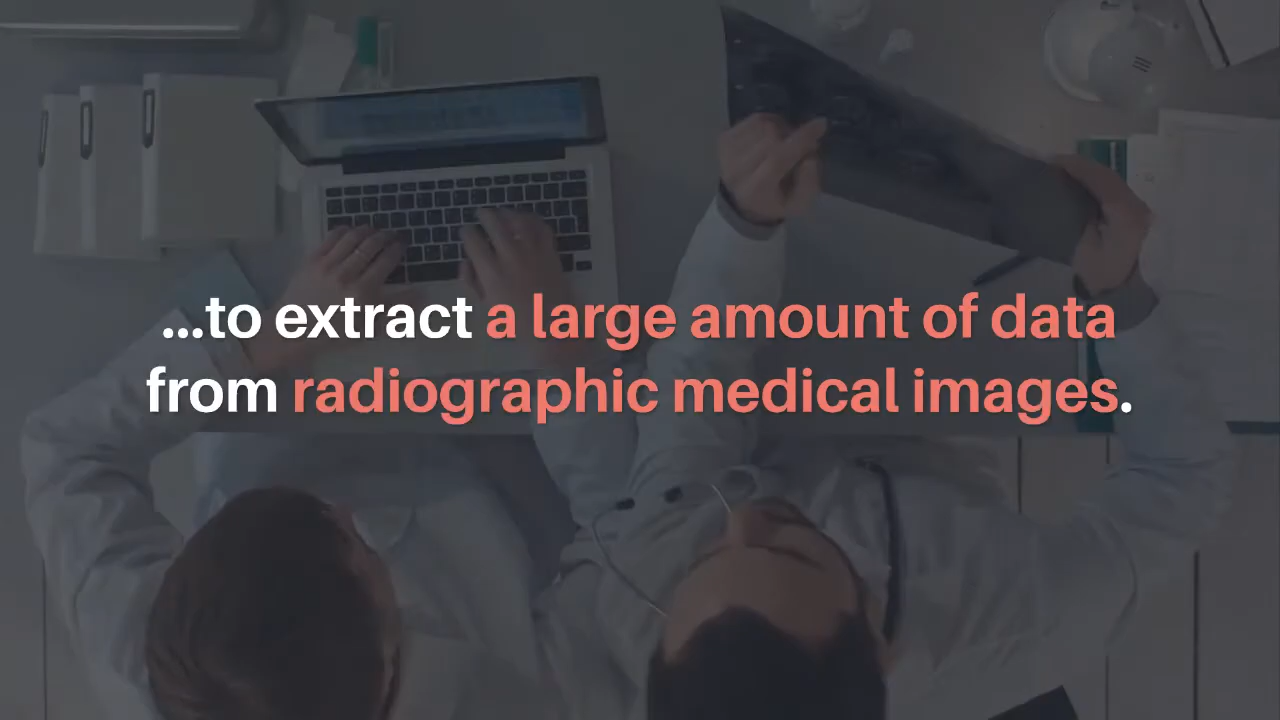 ...to extract a large amount of data
from radiographic medical images.